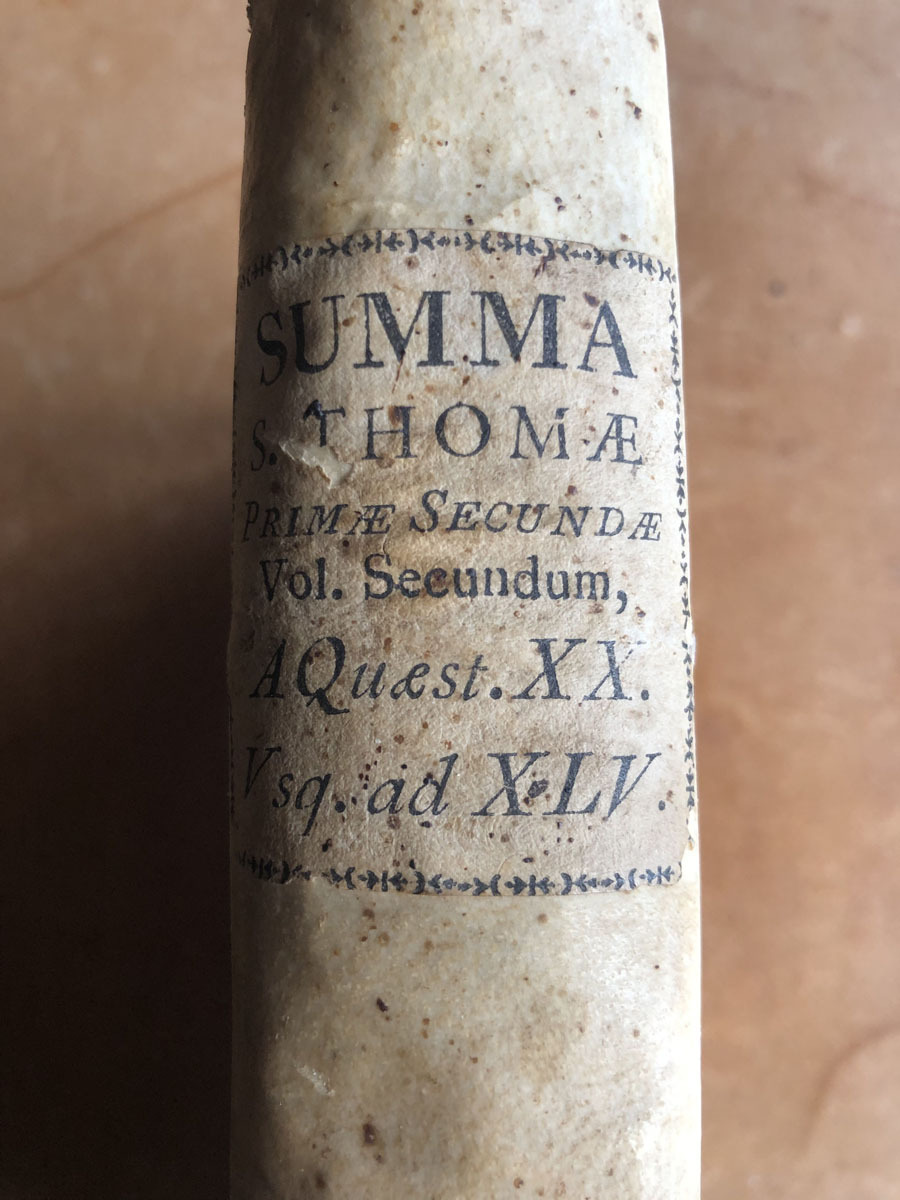 SUMMA
S. THOMÆ
PRIMÆ SECUNDÆ
Vol. Secundum,
A Quæst. XX.
Vsq. ad XLV.